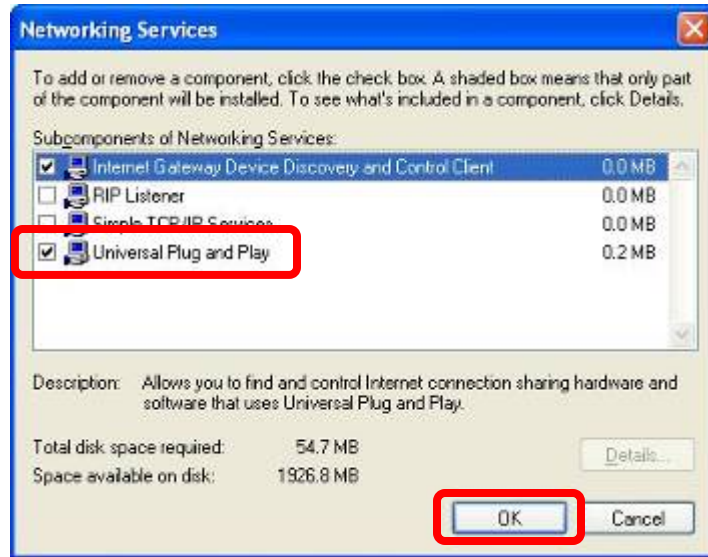 Networking Services
To add or remove a component, click the check box. A shaded box means that only part
of the component will be installed. To see what's included in a component, click Details.
Subcomponents of Networking Services:
Internet Gateway Device Discovery and Control Client 0.0 MB
RIP Listener 0.0 MB
Simple TCP/IP Services 0.0 MB
Universal Plug and Play 0.2 MB
Description: Allows you to find and control Internet connection sharing hardware and
software that uses Universal Plug and Play.
Total disk space required: 54.7 MB
Details...
Space available on disk: 1926.8 MB
OK Cancel